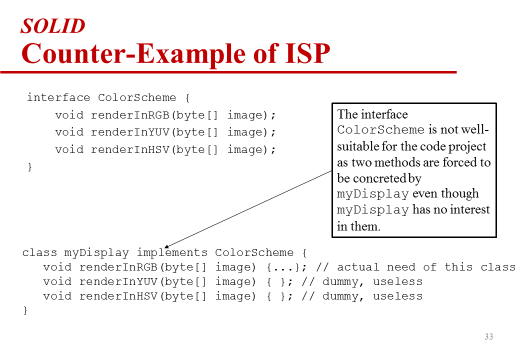 SOLID
Counter-Example of ISP
interface ColorScheme {
void renderInRGB(byte[] image);
void renderInYUV(byte[] image);
void renderInHSV(byte[] image);
}
The interface
ColorScheme is not well-
suitable for the code project
as two methods are forced to
be concreted by
myDisplay even though
myDisplay has no interest
in them.
class myDisplay implements ColorScheme {
void renderInRGB(byte[] image) {...}; // actual need of this class
void renderInYUV(byte[] image) { }; // dummy, useless
void renderInHSV(byte[] image) { }; // dummy, useless
}
33